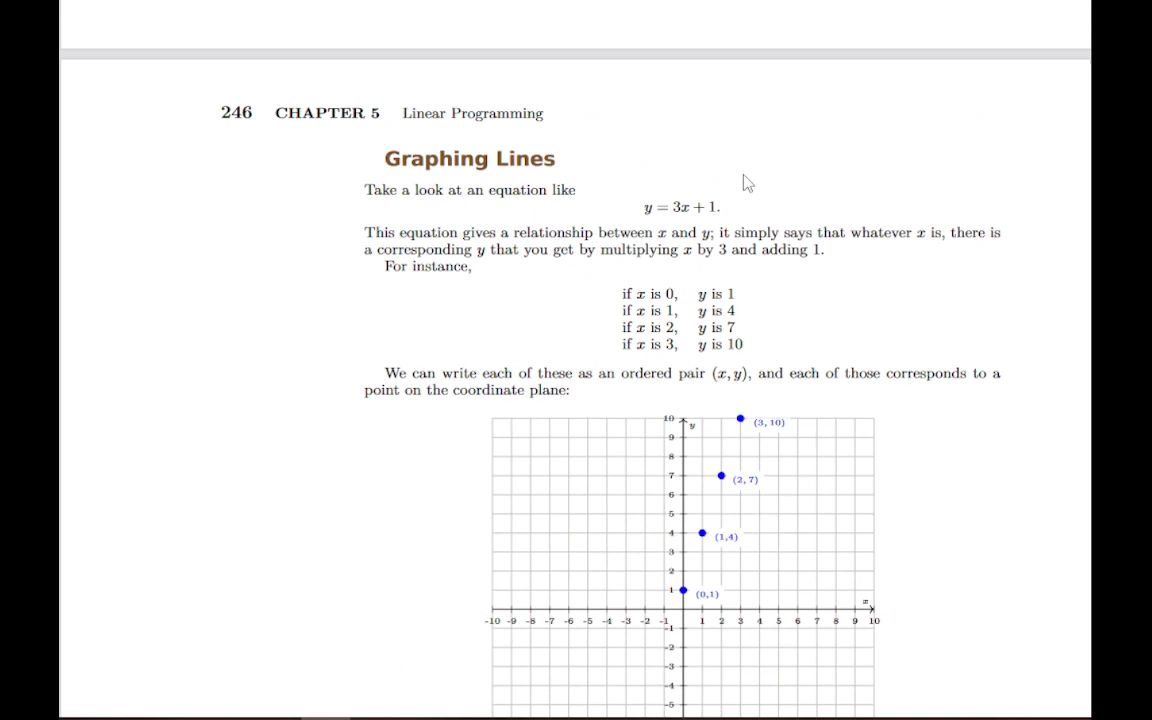 246 CHAPTER 5 Linear Programming
Graphing Lines
Take a look at an equation like
y = 3x + 1.
This equation gives a relationship between x and y; it simply says that whatever x is, there is
a corresponding y that you get by multiplying x by 3 and adding 1.
For instance,
if x is 0, y is 1
if x is 1, y is 4
if x is 2, y is 7
if x is 3, y is 10
We can write each of these as an ordered pair (x, y), and each of those corresponds to a
point on the coordinate plane:
10 (3, 10)
y
9
8
7 (2, 7)
6
5
4 (1,4)
3
2
1 (0,1)
x
-10 -9 -8 -7 -6 -5 -4 -3 -2 -1 1 2 3 4 5 6 7 8 9 10
-1
-2
-3
-4
-5